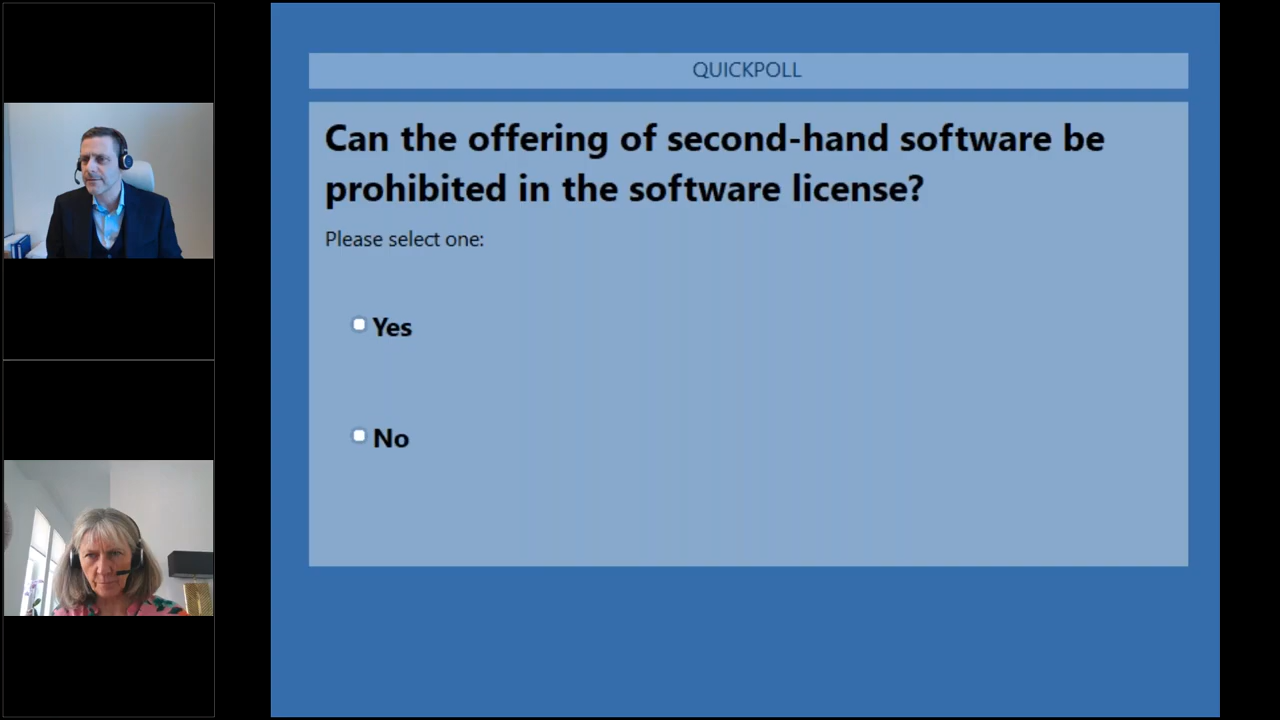 QUICKPOLL
Can the offering of second-hand software be
prohibited in the software license?
Please select one:
Yes
No